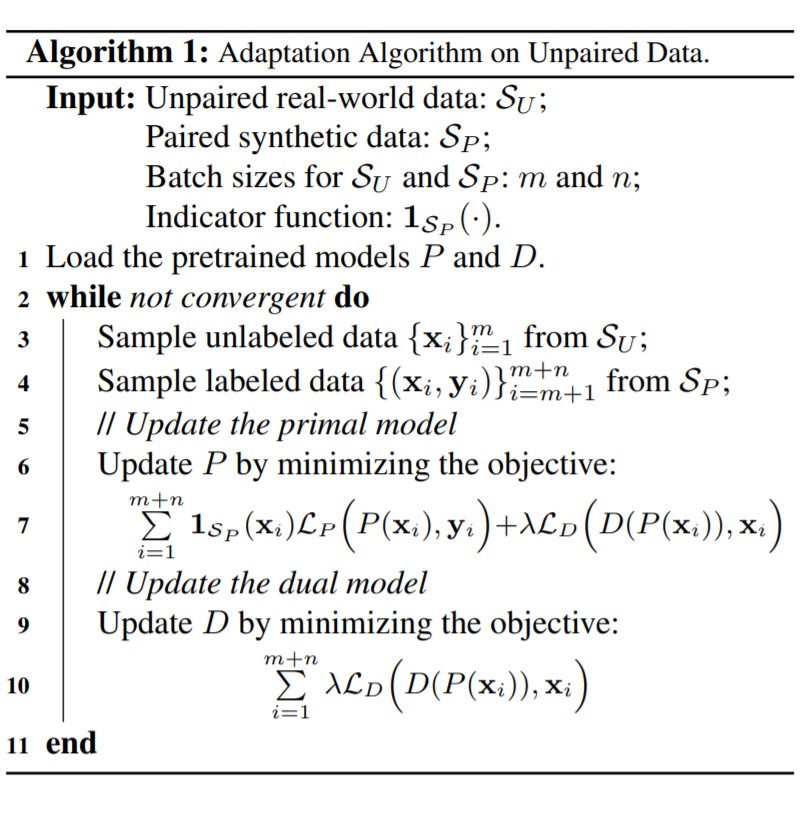 Algorithm 1: Adaptation Algorithm on Unpaired Data.
Input: Unpaired real-world data: $\mathcal{S}_U$;
Paired synthetic data: $\mathcal{S}_P$;
Batch sizes for $\mathcal{S}_U$ and $\mathcal{S}_P$: $m$ and $n$;
Indicator function: $\mathbf{1}_{\mathcal{S}_P}(\cdot)$.
1 Load the pretrained models $P$ and $D$.
2 while not convergent do
3 Sample unlabeled data $\{\mathbf{x}_i\}_{i=1}^{m}$ from $\mathcal{S}_U$;
4 Sample labeled data $\{(\mathbf{x}_i, \mathbf{y}_i)\}_{i=m+1}^{m+n}$ from $\mathcal{S}_P$;
5 // Update the primal model
6 Update $P$ by minimizing the objective:
7 $\sum_{i=1}^{m+n} \mathbf{1}_{\mathcal{S}_P}(\mathbf{x}_i)\mathcal{L}_P\Big(P(\mathbf{x}_i), \mathbf{y}_i\Big)+\lambda\mathcal{L}_D\Big(D(P(\mathbf{x}_i)), \mathbf{x}_i\Big)$
8 // Update the dual model
9 Update $D$ by minimizing the objective:
10 $\sum_{i=1}^{m+n} \lambda\mathcal{L}_D\Big(D(P(\mathbf{x}_i)), \mathbf{x}_i\Big)$
11 end